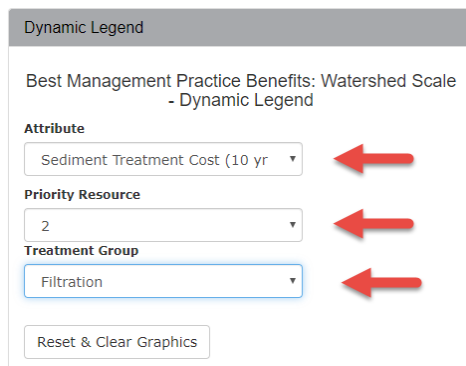 Dynamic Legend
Best Management Practice Benefits: Watershed Scale
- Dynamic Legend
Attribute
Sediment Treatment Cost (10 yr
Priority Resource
2
Treatment Group
Filtration
Reset & Clear Graphics